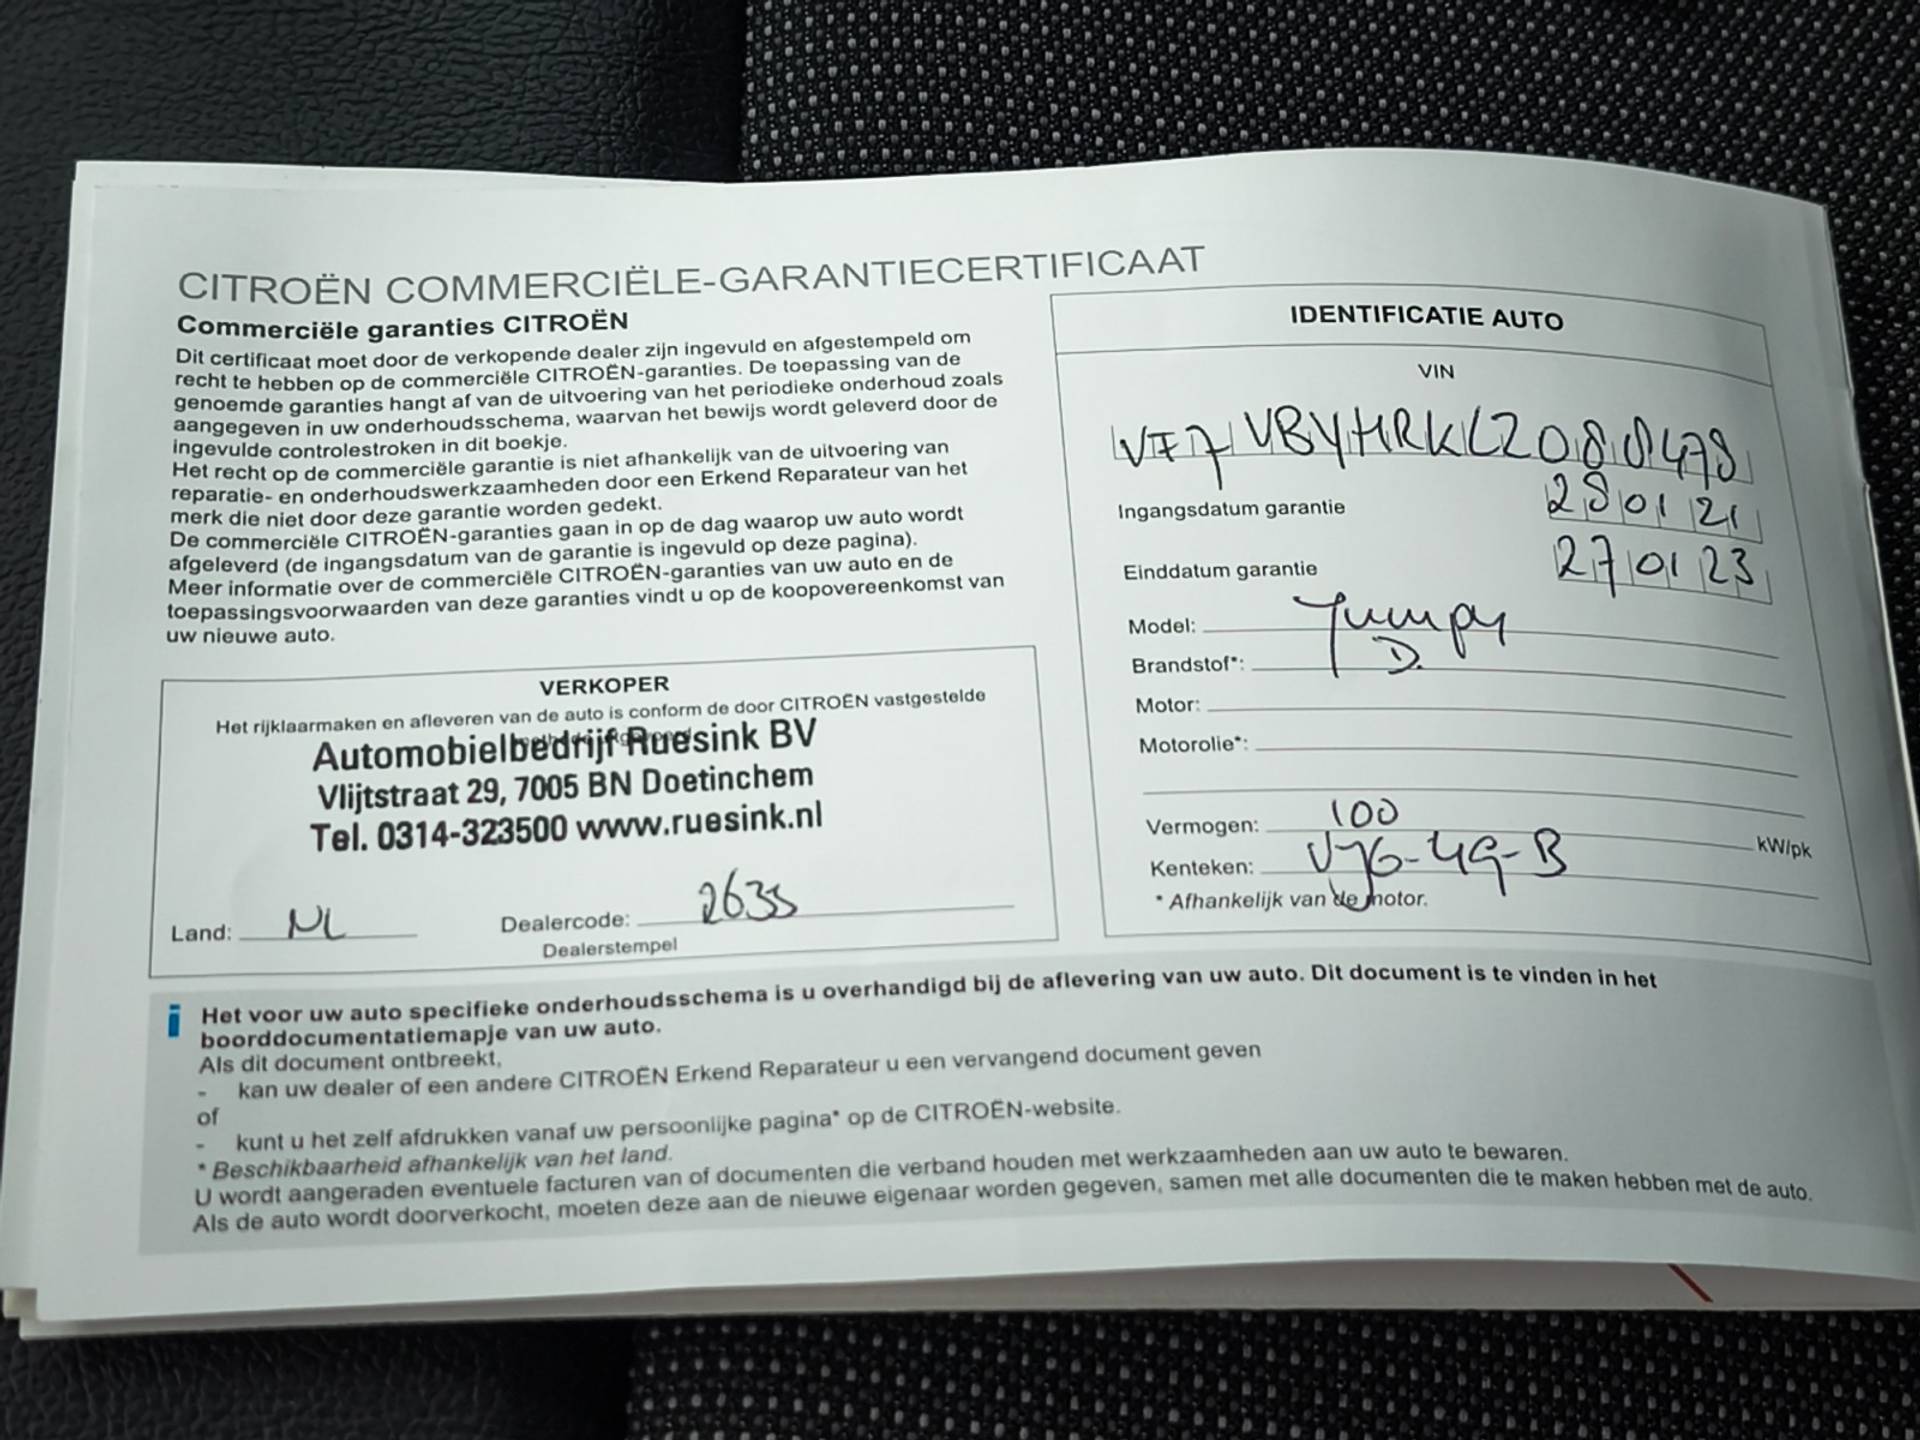 CITROËN COMMERCIËLE-GARANTIECERTIFICAAT
Commerciële garanties CITROËN
Dit certificaat moet door de verkopende dealer zijn ingevuld en afgestempeld om
recht te hebben op de commerciële CITROËN-garanties. De toepassing van de
genoemde garanties hangt af van de uitvoering van het periodieke onderhoud zoals
aangegeven in uw onderhoudsschema, waarvan het bewijs wordt geleverd door de
ingevulde controlestroken in dit boekje.
Het recht op de commerciële garantie is niet afhankelijk van de uitvoering van
reparatie- en onderhoudswerkzaamheden door een Erkend Reparateur van het
merk die niet door deze garantie worden gedekt.
De commerciële CITROËN-garanties gaan in op de dag waarop uw auto wordt
afgeleverd (de ingangsdatum van de garantie is ingevuld op deze pagina).
Meer informatie over de commerciële CITROËN-garanties van uw auto en de
toepassingsvoorwaarden van deze garanties vindt u op de koopovereenkomst van
uw nieuwe auto.
VERKOPER
Het rijklaarmaken en afleveren van de auto is conform de door CITROËN vastgestelde
Automobielbedrijf Ruesink BV
Vlijtstraat 29, 7005 BN Doetinchem
Tel. 0314-323500 www.ruesink.nl
Land: NL Dealercode: 2635
Dealerstempel
IDENTIFICATIE AUTO
VIN
VF7VBYHRKLZ080478
Ingangsdatum garantie 28 01 21
Einddatum garantie 27 01 23
Model: Jumpy
Brandstof*: D.
Motor:
Motorolie*:
Vermogen: 100 kW/pk
Kenteken: VJG-49-B
* Afhankelijk van de motor.
i Het voor uw auto specifieke onderhoudsschema is u overhandigd bij de aflevering van uw auto. Dit document is te vinden in het
boorddocumentatiemapje van uw auto.
Als dit document ontbreekt,
- kan uw dealer of een andere CITROËN Erkend Reparateur u een vervangend document geven
of
- kunt u het zelf afdrukken vanaf uw persoonlijke pagina* op de CITROËN-website.
* Beschikbaarheid afhankelijk van het land.
U wordt aangeraden eventuele facturen van of documenten die verband houden met werkzaamheden aan uw auto te bewaren.
Als de auto wordt doorverkocht, moeten deze aan de nieuwe eigenaar worden gegeven, samen met alle documenten die te maken hebben met de auto.